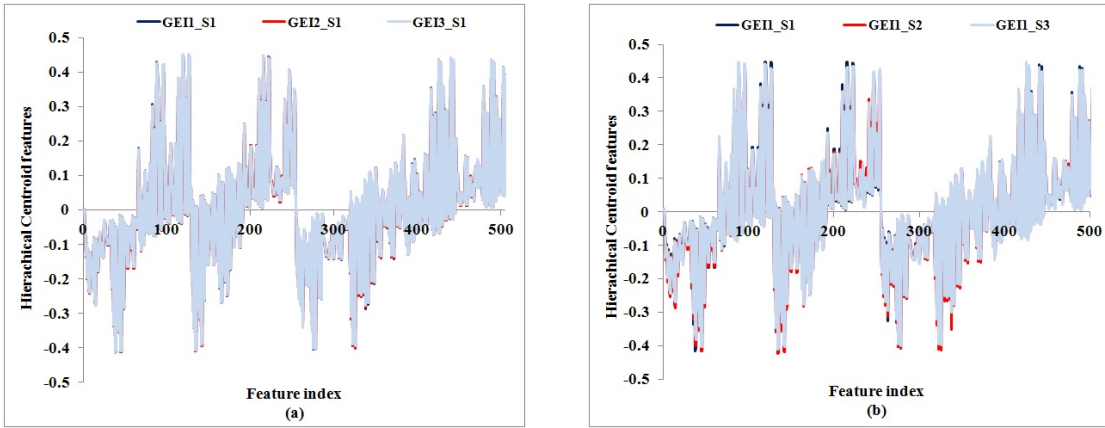 GEI1_S1 GEI2_S1 GEI3_S1
0.5
0.4
0.3
0.2
0.1
0
-0.1
-0.2
-0.3
-0.4
-0.5
0 100 200 300 400 500
Hierachical Centroid features
Feature index
(a)
GEI1_S1 GEI1_S2 GEI1_S3
0.5
0.4
0.3
0.2
0.1
0
-0.1
-0.2
-0.3
-0.4
-0.5
0 100 200 300 400 500
Hieracical Centroid features
Feature index
(b)